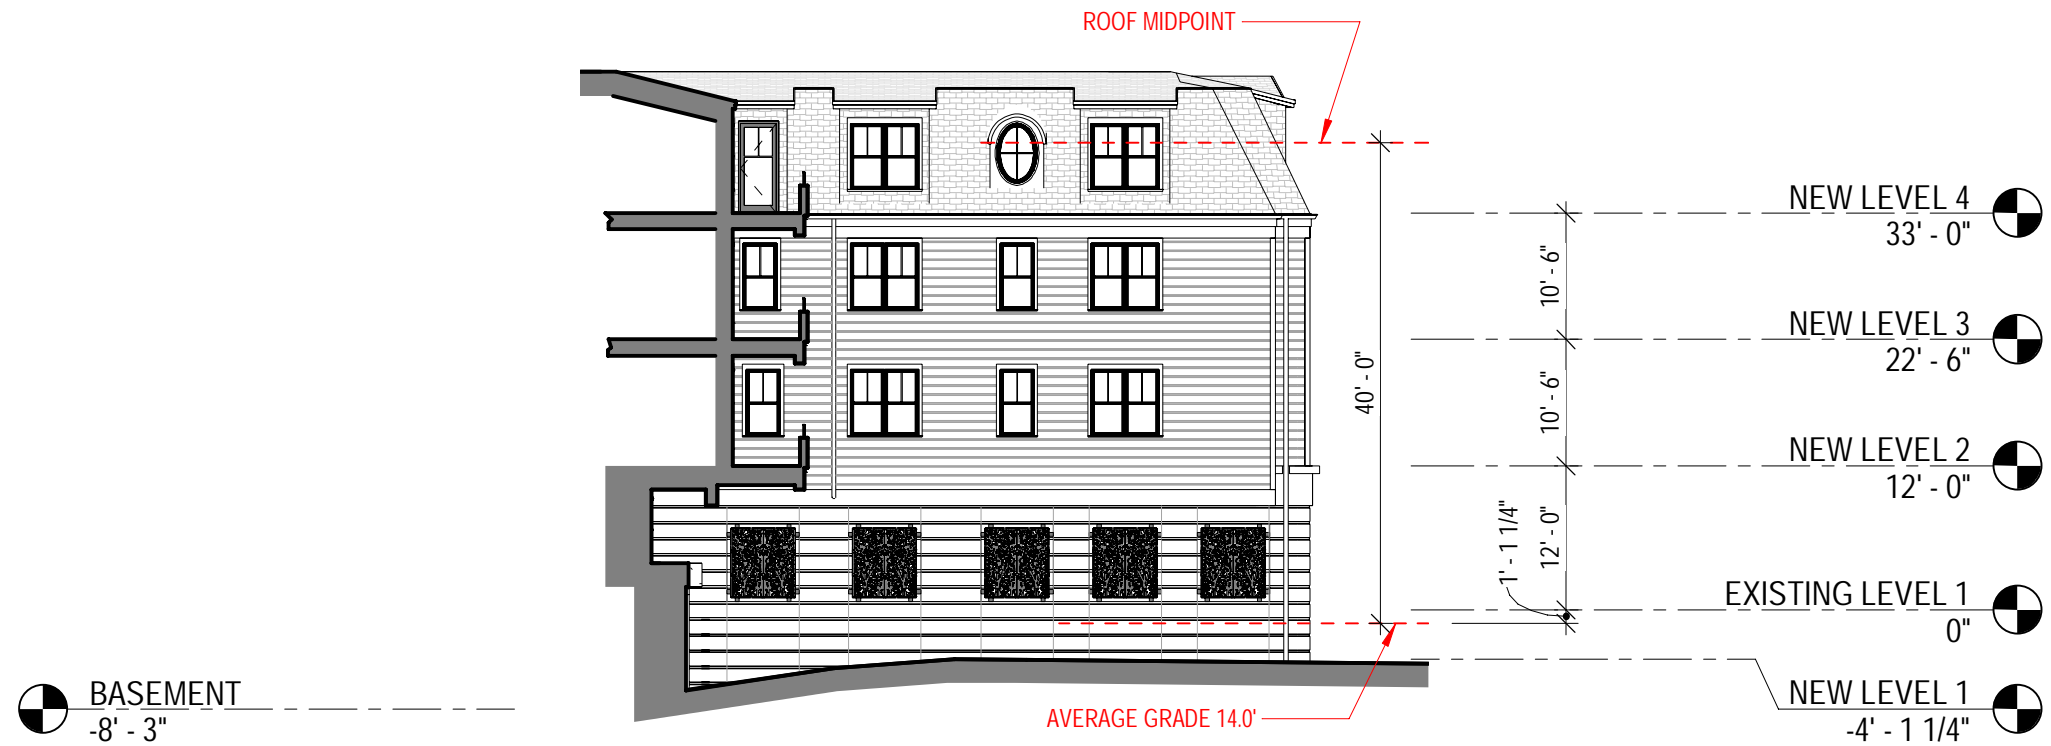 ROOF MIDPOINT
NEW LEVEL 4
33' - 0"
10' - 6"
NEW LEVEL 3
22' - 6"
40' - 0"
10' - 6"
NEW LEVEL 2
12' - 0"
1' - 1 1/4"
12' - 0"
EXISTING LEVEL 1
0"
BASEMENT
-8' - 3"
AVERAGE GRADE 14.0'
NEW LEVEL 1
-4' - 1 1/4"